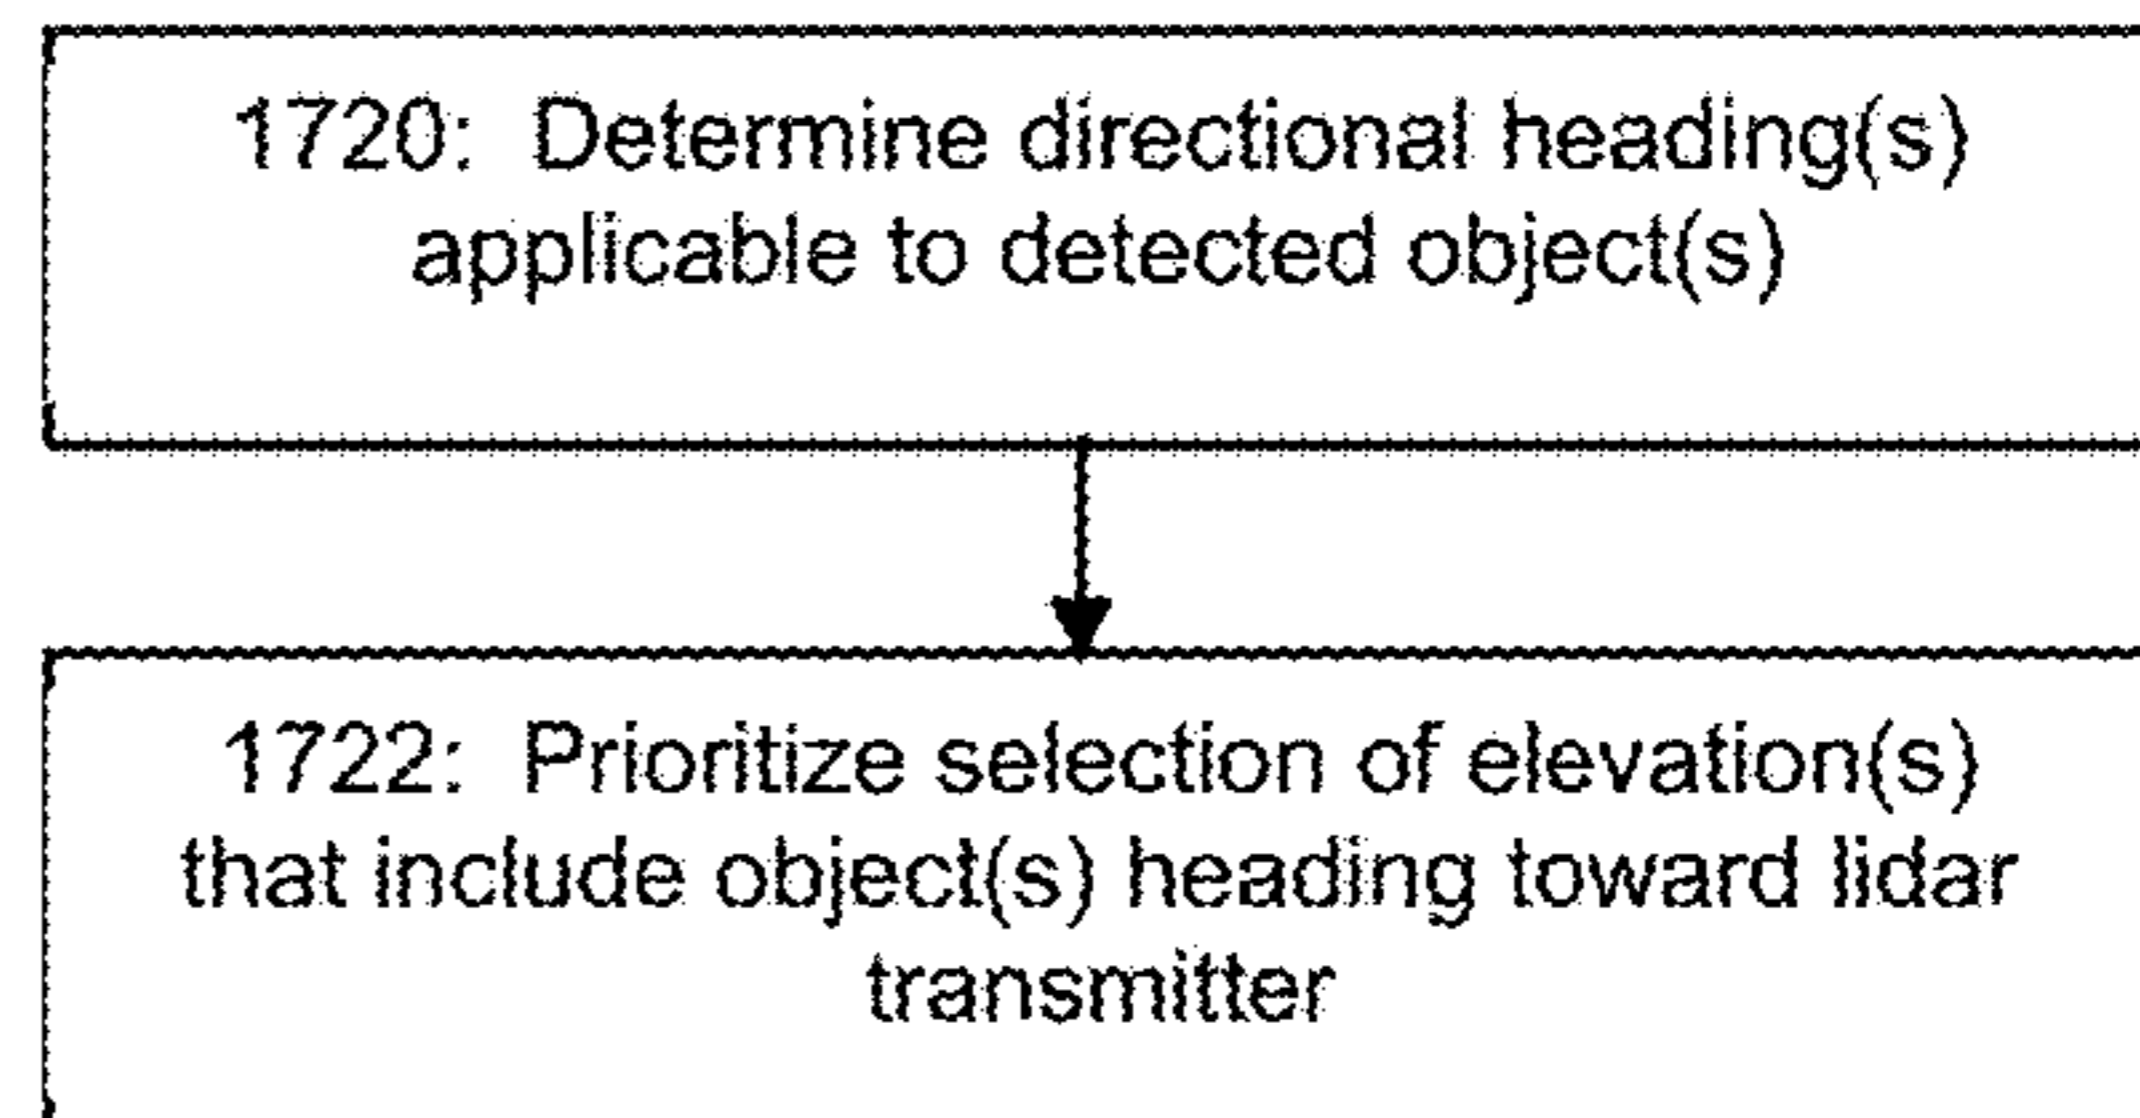 1720: Determine directional heading(s)
applicable to detected object(s)
1722: Prioritize selection of elevation(s)
that include object(s) heading toward lidar
transmitter